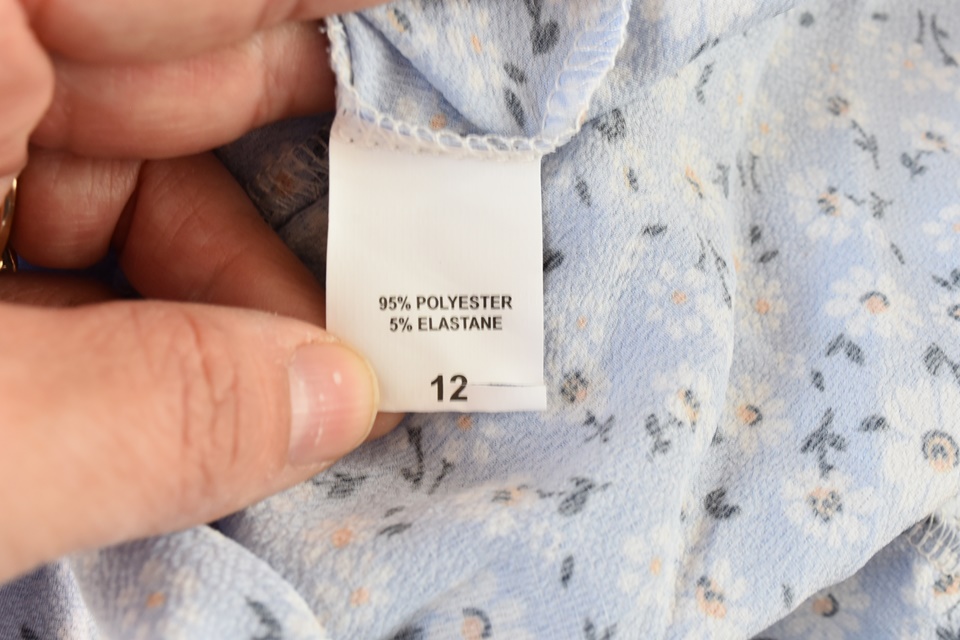 95% POLYESTER
5% ELASTANE
12